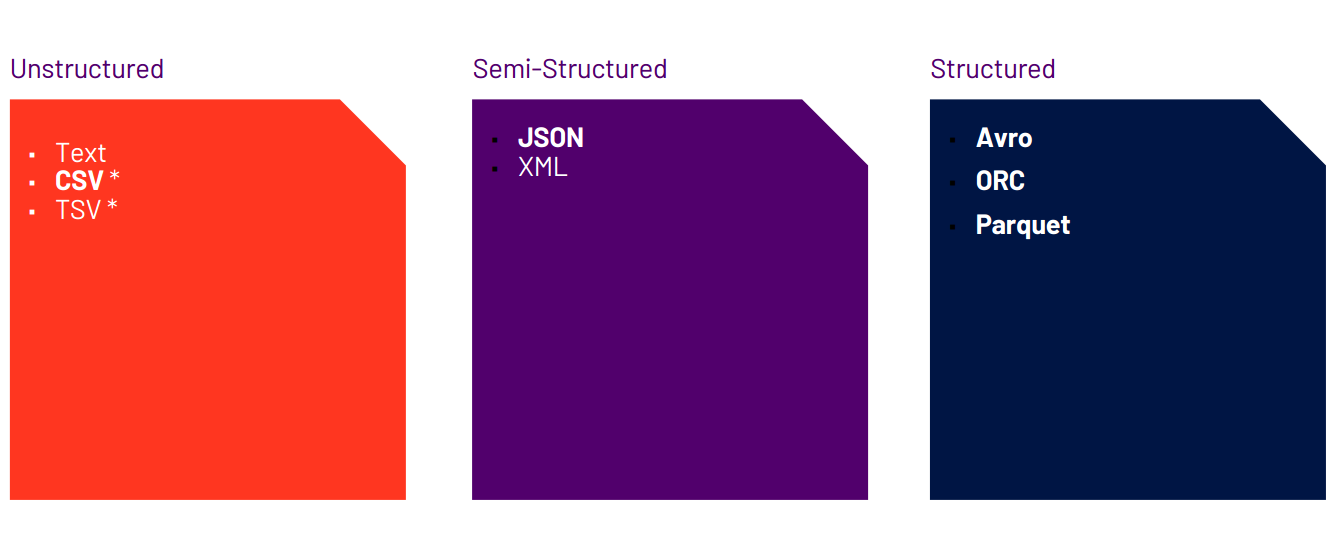 Unstructured
▪ Text
▪ CSV *
▪ TSV *
Semi-Structured
▪ JSON
▪ XML
Structured
▪ Avro
▪ ORC
▪ Parquet